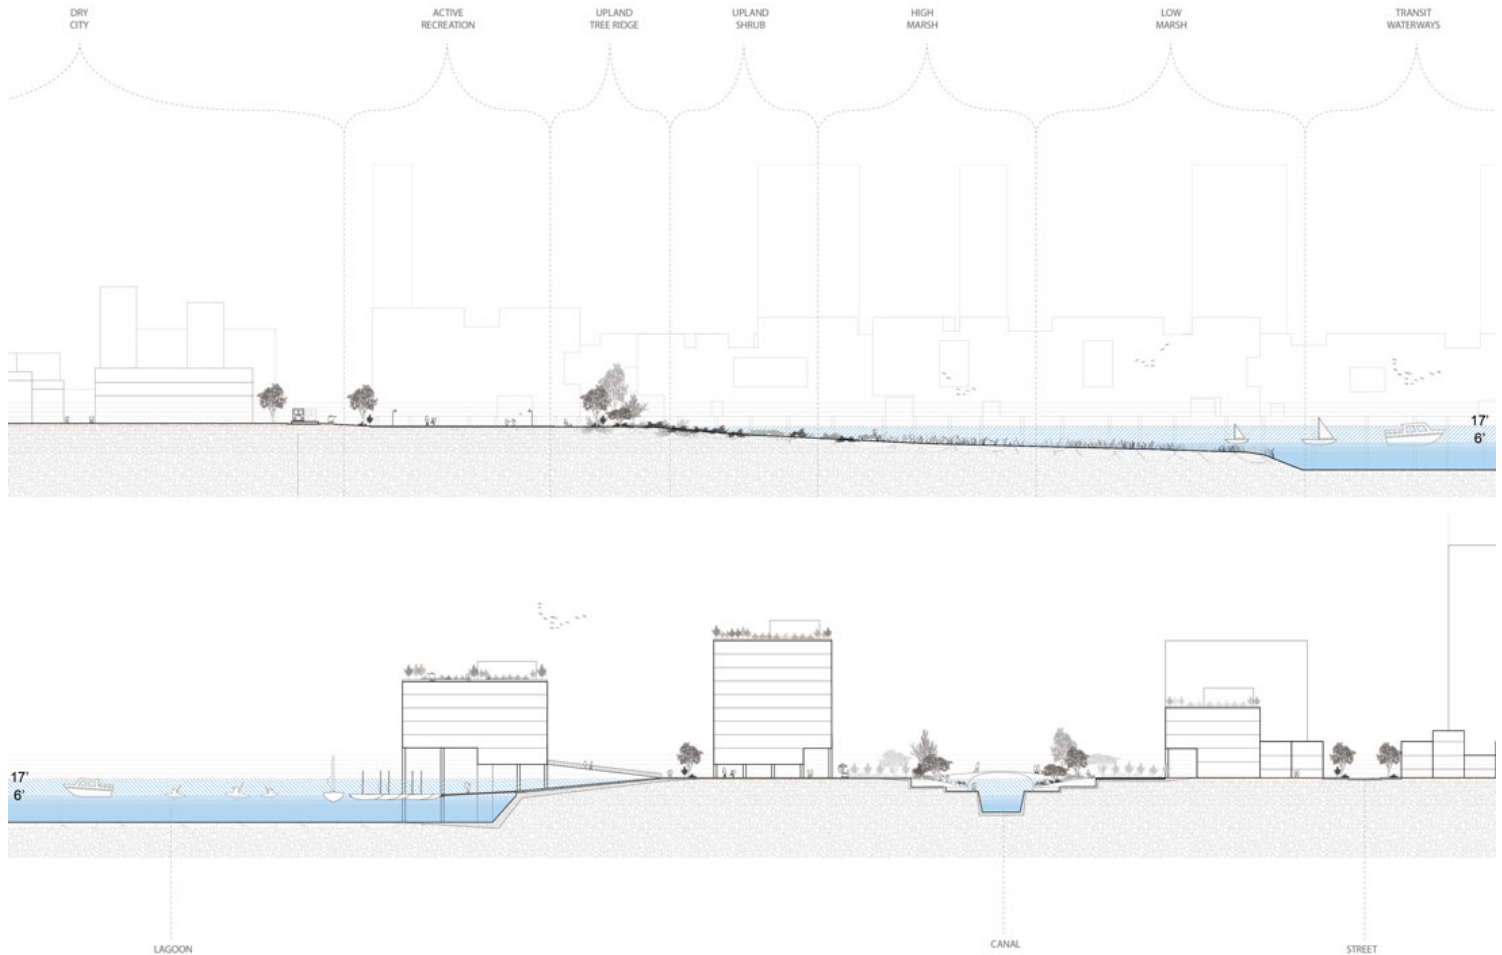 DRY
CITY
ACTIVE
RECREATION
UPLAND
TREE RIDGE
UPLAND
SHRUB
HIGH
MARSH
LOW
MARSH
TRANSIT
WATERWAYS
17'
6'
17'
6'
LAGOON
CANAL
STREET